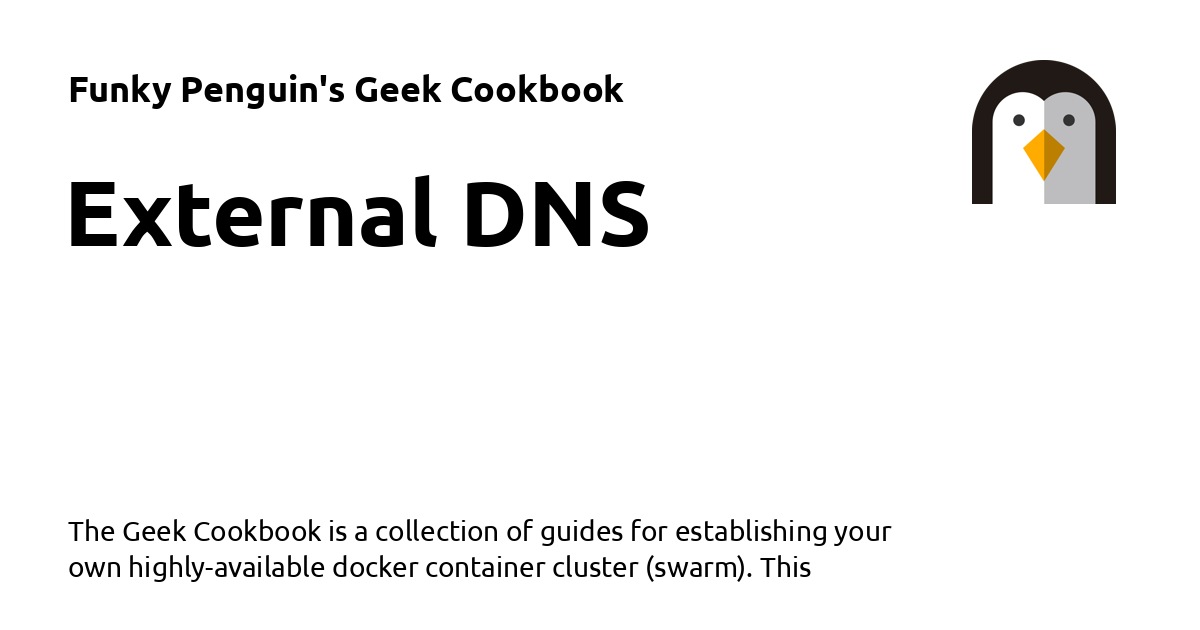 Funky Penguin's Geek Cookbook
External DNS
The Geek Cookbook is a collection of guides for establishing your
own highly-available docker container cluster (swarm). This